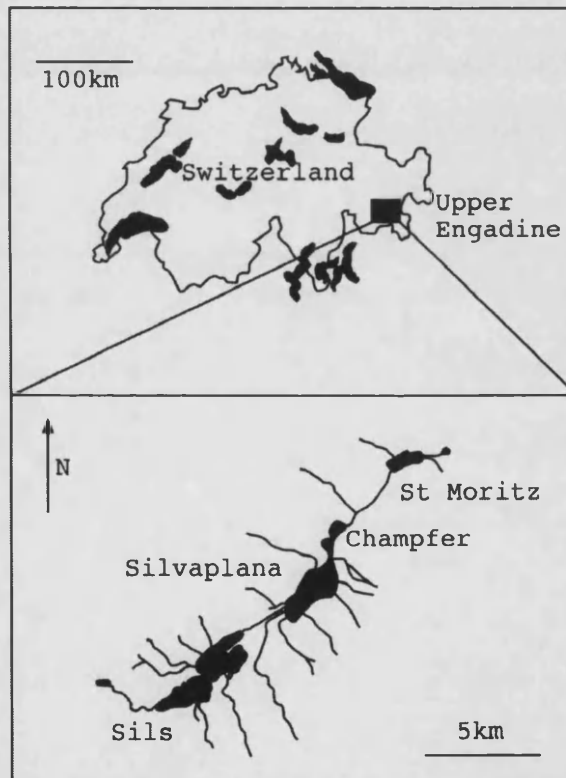 100km
Switzerland
Upper
Engadine
N
St Moritz
Champfer
Silvaplana
Sils
5km